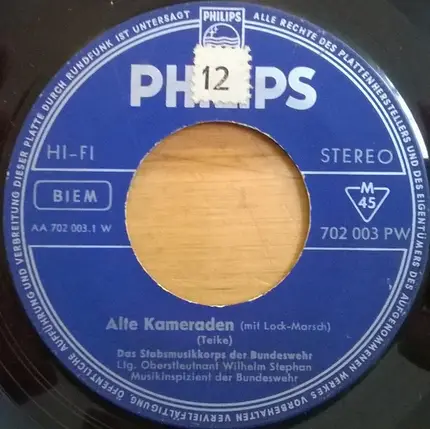 ALLE RECHTE DES PLATTENHERSTELLERS UND DES EIGENTÜMERS DES AUFGENOMMENEN WERKES VORBEHALTEN VERVIELFÄLTIGUNG, ÖFFENTLICHE AUFFÜHRUNG UND VERBREITUNG DIESER PLATTE DURCH RUNDFUNK IST UNTERSAGT
PHILIPS
PHILIPS
12
HI-FI
STEREO
BIEM
M
45
AA 702 003.1 W
702 003 PW
Alte Kameraden (mit Lock-Marsch)
(Teike)
Das Stabsmusikkorps der Bundeswehr
Ltg. Oberstleutnant Wilhelm Stephan
Musikinspizient der Bundeswehr